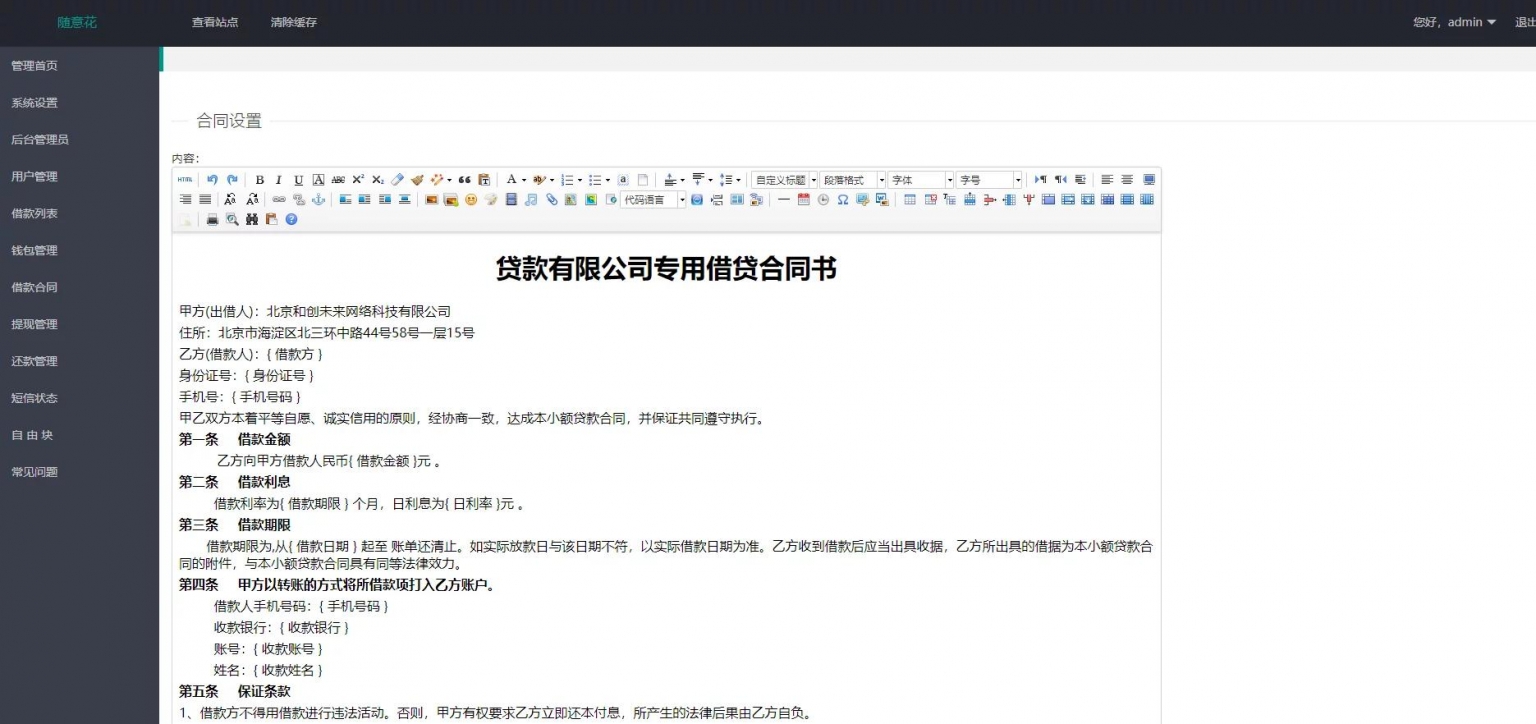 随意花 查看站点 清除缓存 您好，admin 退出
管理首页
系统设置
后台管理员
用户管理
借款列表
钱包管理
借款合同
提现管理
还款管理
短信状态
自 由 块
常见问题
合同设置
内容：
HTML B I U A ABC X² X₂ A 自定义标题 段落格式 字体 字号
代码语言
贷款有限公司专用借贷合同书
甲方(出借人)：北京和创未来网络科技有限公司
住所：北京市海淀区北三环中路44号58号一层15号
乙方(借款人)：{ 借款方 }
身份证号：{ 身份证号 }
手机号：{ 手机号码 }
甲乙双方本着平等自愿、诚实信用的原则，经协商一致，达成本小额贷款合同，并保证共同遵守执行。
第一条 借款金额
乙方向甲方借款人民币{ 借款金额 }元 。
第二条 借款利息
借款利率为{ 借款期限 } 个月，日利息为{ 日利率 }元 。
第三条 借款期限
借款期限为,从{ 借款日期 } 起至 账单还清止。如实际放款日与该日期不符，以实际借款日期为准。乙方收到借款后应当出具收据，乙方所出具的借据为本小额贷款合
同的附件，与本小额贷款合同具有同等法律效力。
第四条 甲方以转账的方式将所借款项打入乙方账户。
借款人手机号码：{ 手机号码 }
收款银行：{ 收款银行 }
账号：{ 收款账号 }
姓名：{ 收款姓名 }
第五条 保证条款
1、借款方不得用借款进行违法活动。否则，甲方有权要求乙方立即还本付息，所产生的法律后果由乙方自负。